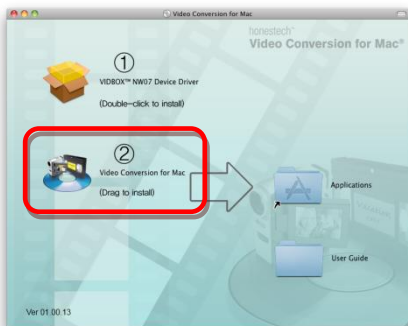 Video Conversion for Mac
honestech™
Video Conversion for Mac®
①
VIDBOX™ NW07 Device Driver
(Double-click to install)
②
Video Conversion for Mac
(Drag to install)
Applications
User Guide
Ver 01.00.13